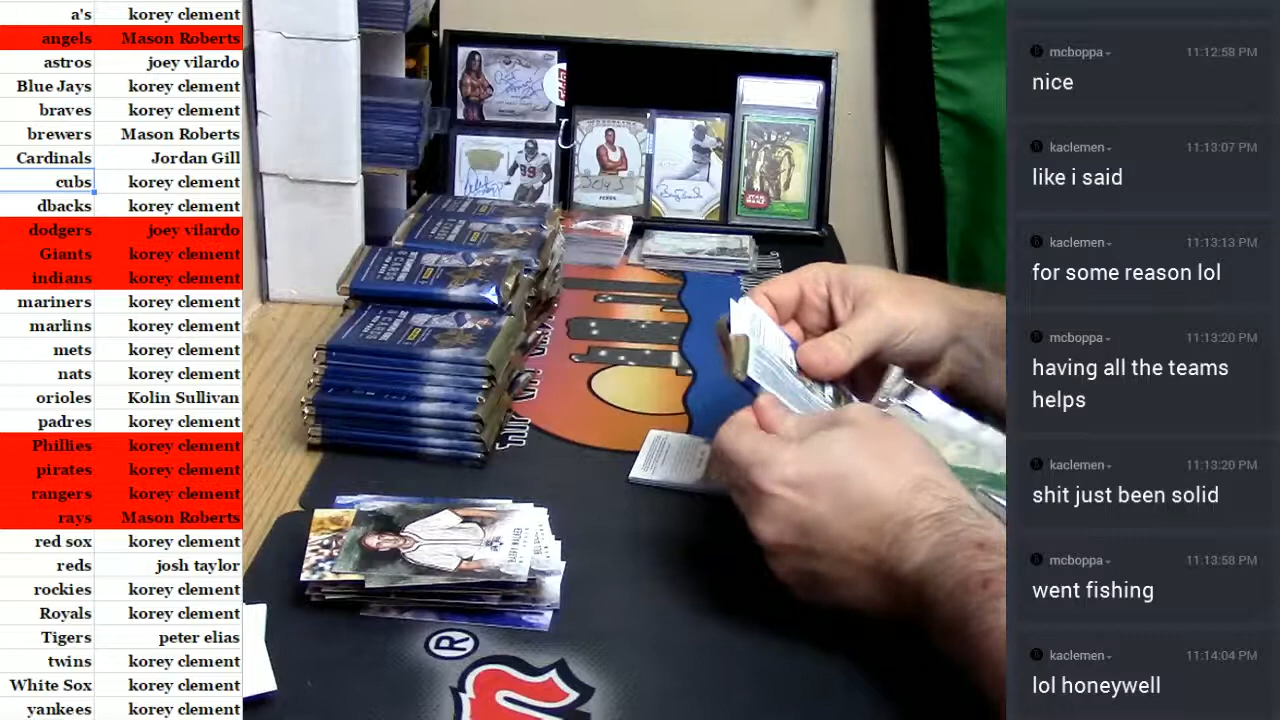 a's korey clement
angels Mason Roberts
astros joey vilardo
Blue Jays korey clement
braves korey clement
brewers Mason Roberts
Cardinals Jordan Gill
cubs korey clement
dbacks korey clement
dodgers joey vilardo
Giants korey clement
indians korey clement
mariners korey clement
marlins korey clement
mets korey clement
nats korey clement
orioles Kolin Sullivan
padres korey clement
Phillies korey clement
pirates korey clement
rangers korey clement
rays Mason Roberts
red sox korey clement
reds josh taylor
rockies korey clement
Royals korey clement
Tigers peter elias
twins korey clement
White Sox korey clement
yankees korey clement
STAR
WARS
8 CARDS
HARRY WALKER
®
mcboppa 11:12:58 PM
nice
kaclemen 11:13:07 PM
like i said
kaclemen 11:13:13 PM
for some reason lol
mcboppa 11:13:20 PM
having all the teams
helps
kaclemen 11:13:20 PM
shit just been solid
mcboppa 11:13:58 PM
went fishing
kaclemen 11:14:04 PM
lol honeywell